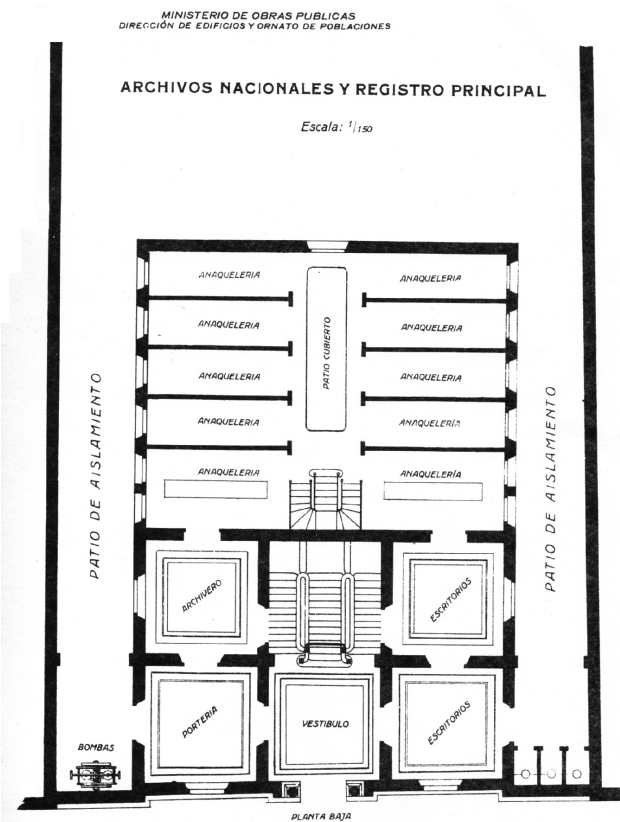 MINISTERIO DE OBRAS PUBLICAS
DIRECCIÓN DE EDIFICIOS Y ORNATO DE POBLACIONES
ARCHIVOS NACIONALES Y REGISTRO PRINCIPAL
Escala: 1/150
ANAQUELERIA ANAQUELERIA
ANAQUELERIA ANAQUELERIA
PATIO CUBIERTO
ANAQUELERIA ANAQUELERIA
ANAQUELERIA ANAQUELERÍA
ANAQUELERIA ANAQUELERÍA
PATIO DE AISLAMIENTO
PATIO DE AISLAMIENTO
ARCHIVERO
ESCRITORIOS
PORTERIA
VESTIBULO
ESCRITORIOS
BOMBAS
PLANTA BAJA